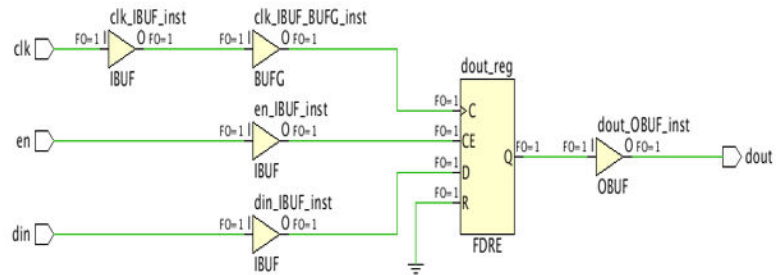 clk_IBUF_inst
clk_IBUF_BUFG_inst
clk FO=1 I O FO=1 FO=1 I O FO=1
IBUF
BUFG
dout_reg
FO=1 C
en_IBUF_inst
dout_OBUF_inst
en FO=1 I O FO=1 FO=1 CE
Q FO=1 FO=1 I O FO=1 dout
IBUF
FO=1 D
OBUF
din_IBUF_inst
FO=1 R
din FO=1 I O FO=1
FDRE
IBUF